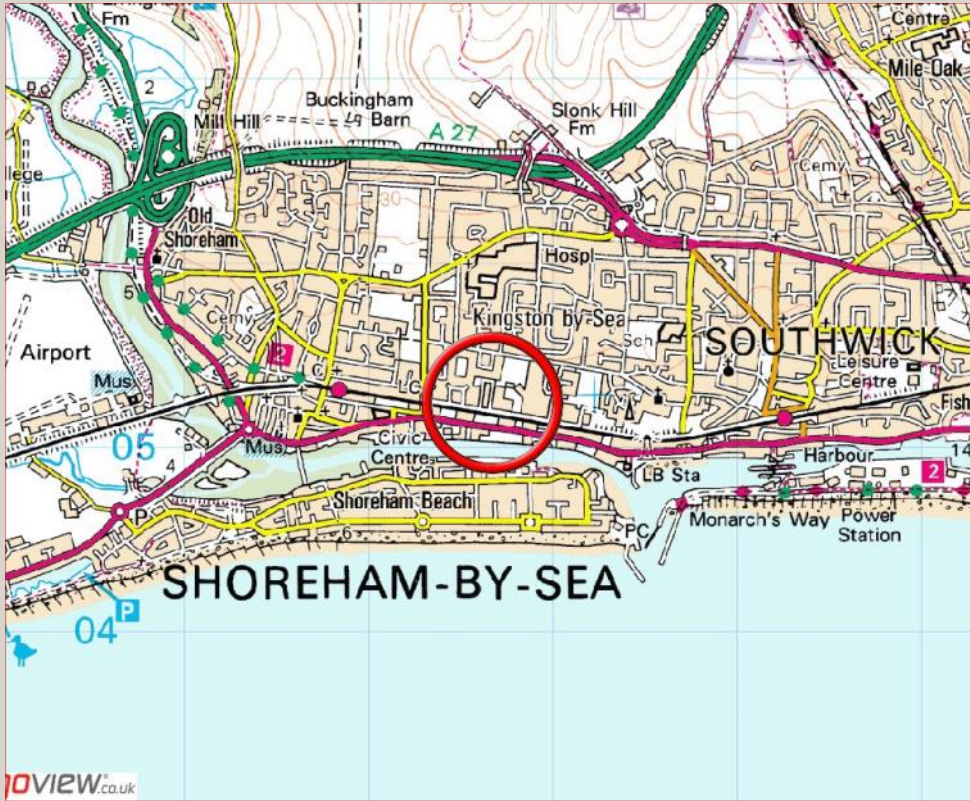 Fm
Centre
Mile Oak
2
Buckingham
Barn
Mill Hill
A 27
Slonk Hill
Fm
Cemy
llege
30
Old
Shoreham
Hospl
5
Cemy
Kingston by Sea
Sch
SOUTHWICK
Airport
2
Leisure
Centre
Mus
C
LC
Fish
05
Mus
Civic
Centre
Harbour
14
4
LB Sta
2
Shoreham Beach
P
PC
Monarch's Way
Power
Station
6
SHOREHAM-BY-SEA
P
04
oview.co.uk